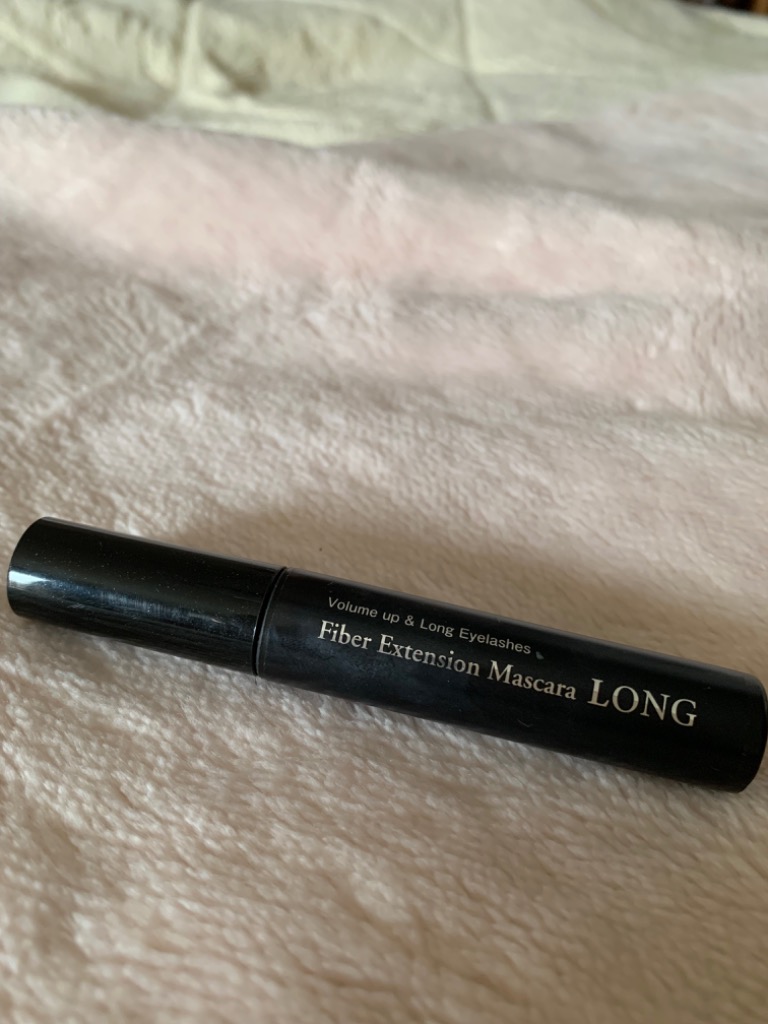 Volume up & Long Eyelashes
Fiber Extension Mascara LONG